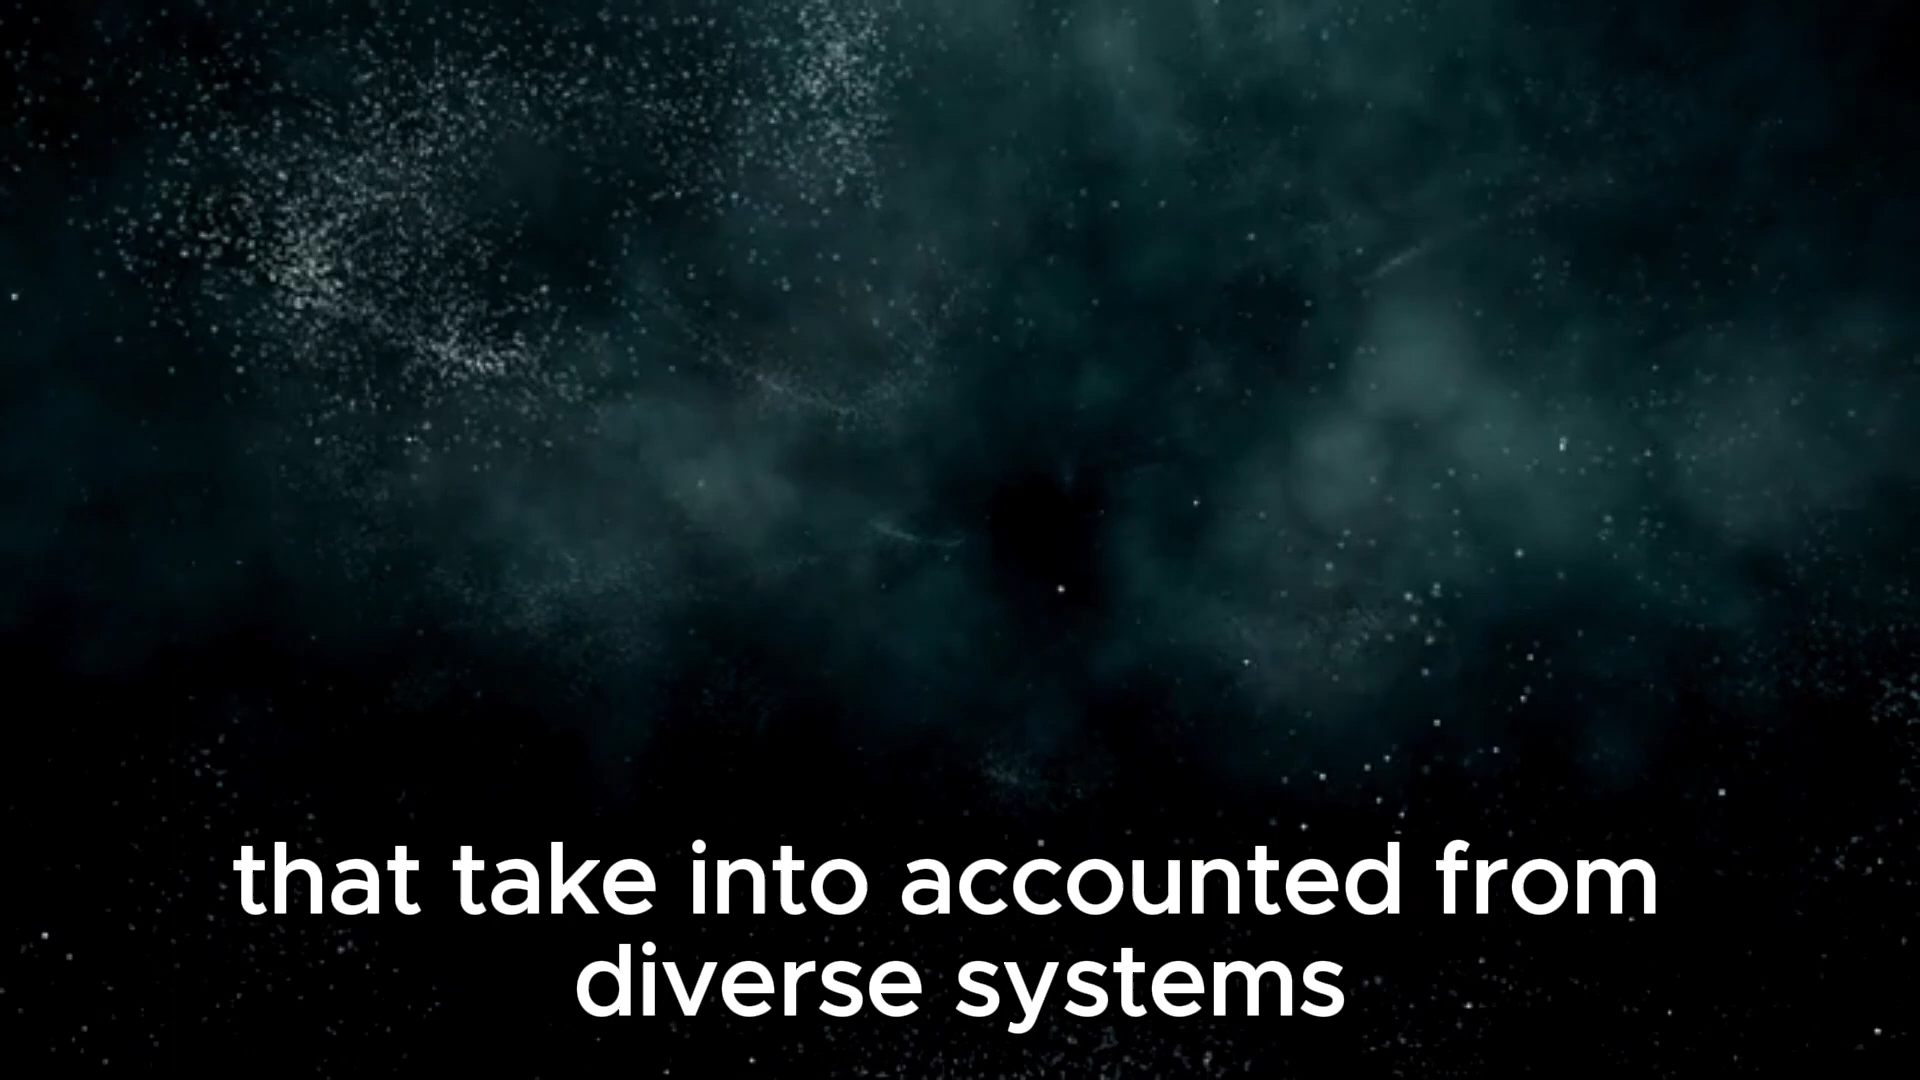 that take into accounted from
diverse systems